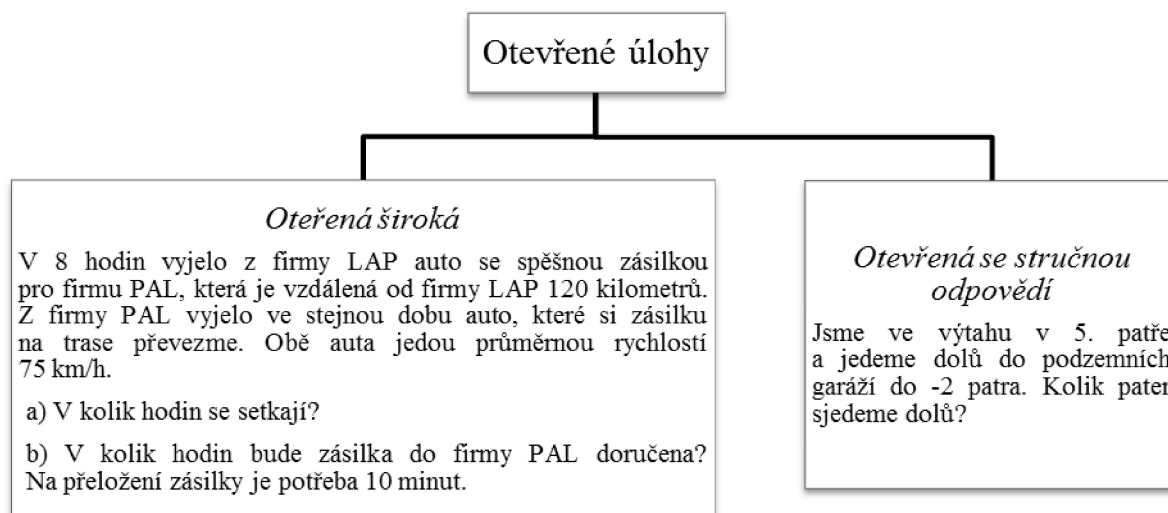 Otevřené úlohy
Oteřená široká
V 8 hodin vyjelo z firmy LAP auto se spěšnou zásilkou
pro firmu PAL, která je vzdálená od firmy LAP 120 kilometrů.
Z firmy PAL vyjelo ve stejnou dobu auto, které si zásilku
na trase převezme. Obě auta jedou průměrnou rychlostí
75 km/h.
a) V kolik hodin se setkají?
b) V kolik hodin bude zásilka do firmy PAL doručena?
Na přeložení zásilky je potřeba 10 minut.
Otevřená se stručnou
odpovědí
Jsme ve výtahu v 5. patře
a jedeme dolů do podzemních
garáží do -2 patra. Kolik pater
sjedeme dolů?